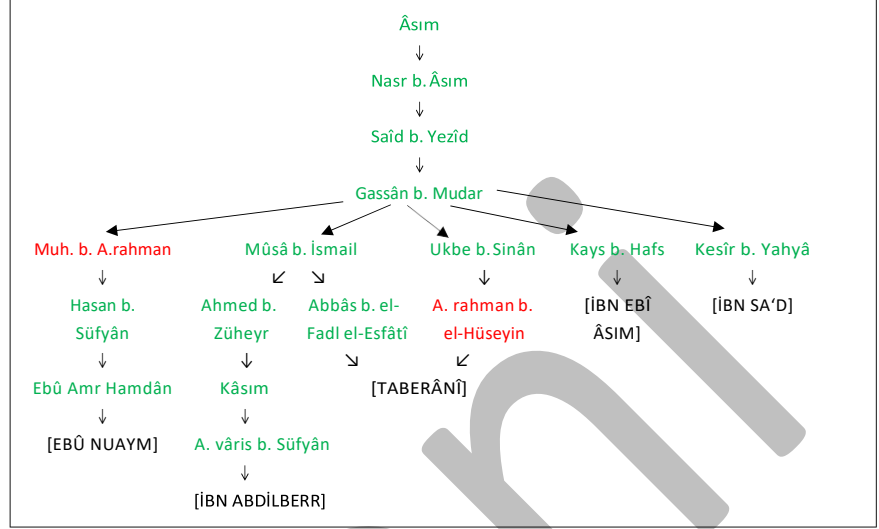 Âsım
Nasr b. Âsım
Saîd b. Yezîd
Gassân b. Mudar
Muh. b. A.rahman
Mûsâ b. İsmail
Ukbe b. Sinân
Kays b. Hafs
Kesîr b. Yahyâ
Hasan b.
Süfyân
Ahmed b.
Züheyr
Abbâs b. el-
Fadl el-Esfâtî
A. rahman b.
el-Hüseyin
[İBN EBÎ
ÂSIM]
[İBN SA‘D]
Ebû Amr Hamdân
Kâsım
[TABERÂNÎ]
[EBÛ NUAYM]
A. vâris b. Süfyân
[İBN ABDİLBERR]